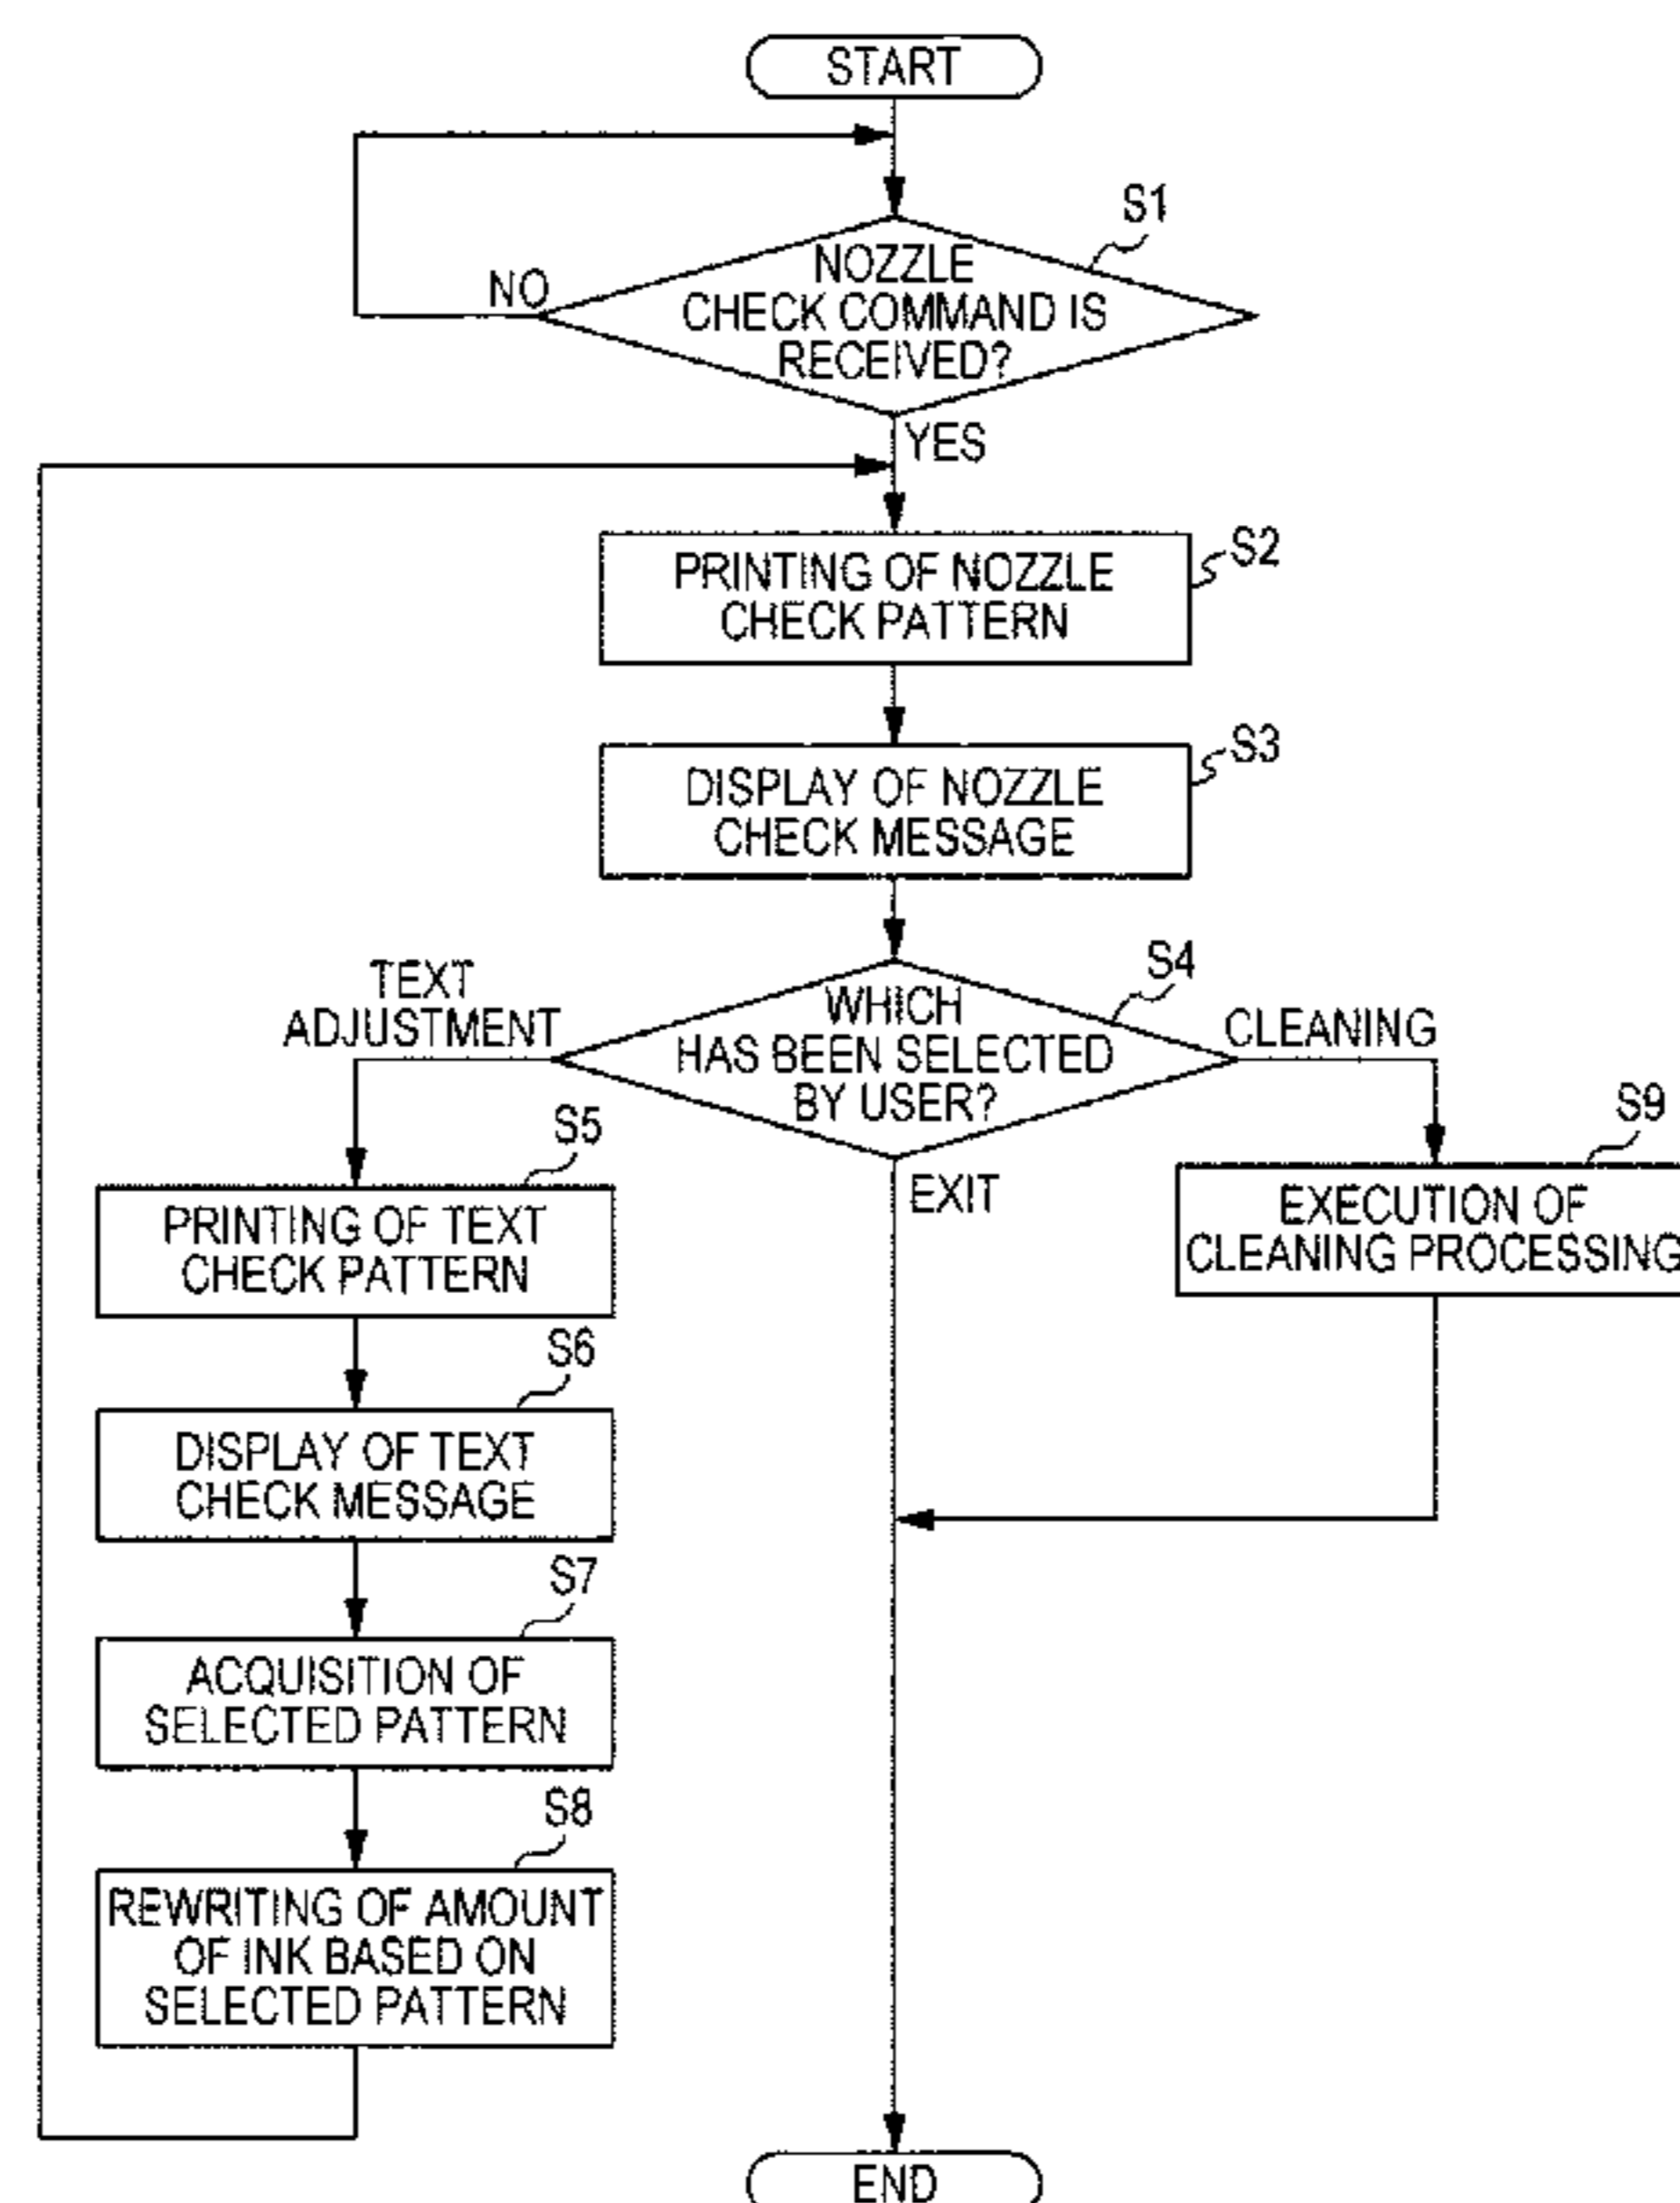 START
S1
NOZZLE
CHECK COMMAND IS
RECEIVED?
NO
YES
S2
PRINTING OF NOZZLE
CHECK PATTERN
S3
DISPLAY OF NOZZLE
CHECK MESSAGE
S4
WHICH
HAS BEEN SELECTED
BY USER?
TEXT
ADJUSTMENT
CLEANING
EXIT
S5
PRINTING OF TEXT
CHECK PATTERN
S9
EXECUTION OF
CLEANING PROCESSING
S6
DISPLAY OF TEXT
CHECK MESSAGE
S7
ACQUISITION OF
SELECTED PATTERN
S8
REWRITING OF AMOUNT
OF INK BASED ON
SELECTED PATTERN
END